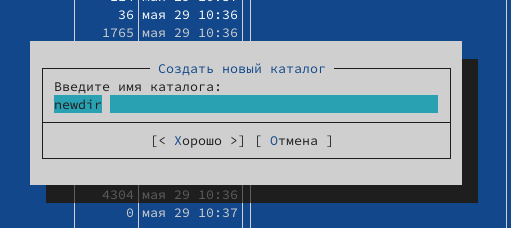 36 мая 29 10:36
1765 мая 29 10:36
Создать новый каталог
Введите имя каталога:
newdir
[< Хорошо >] [ Отмена ]
4304 мая 29 10:36
0 мая 29 10:37